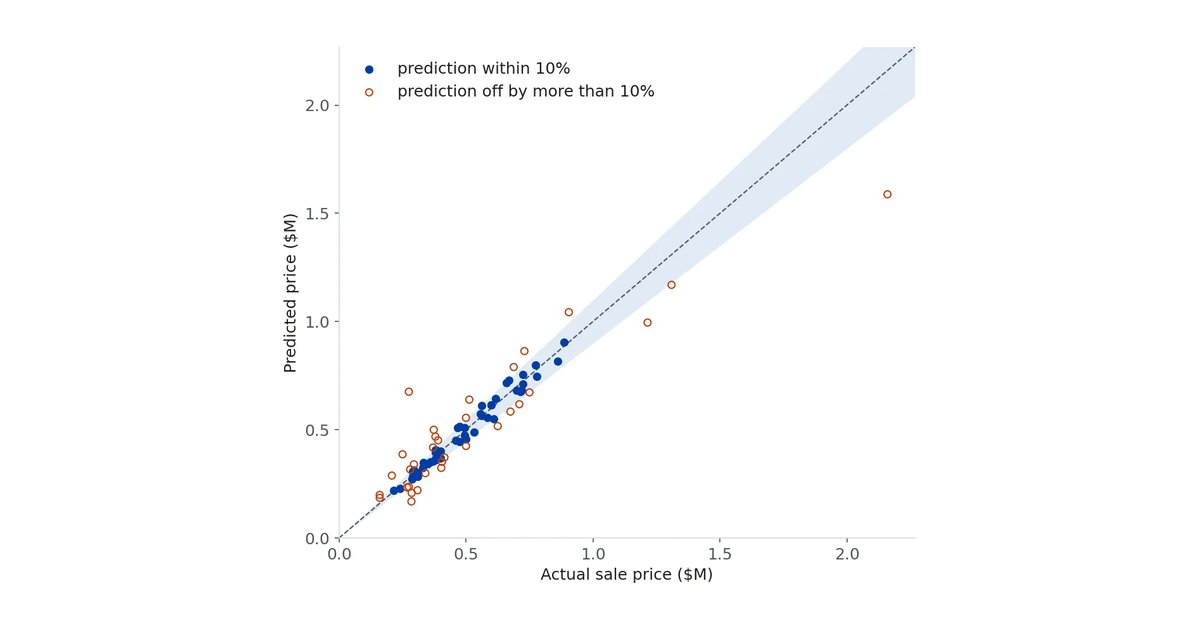 prediction within 10%
prediction off by more than 10%
Predicted price ($M)
2.0
1.5
1.0
0.5
0.0
0.0 0.5 1.0 1.5 2.0
Actual sale price ($M)